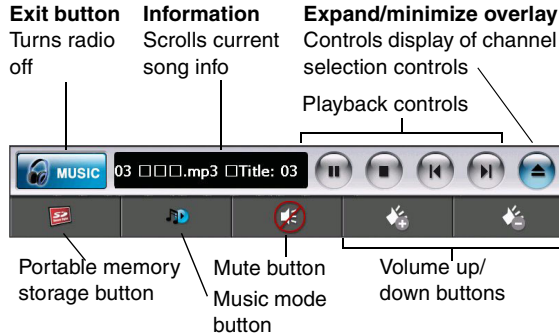 Exit button
Turns radio
off
Information
Scrolls current
song info
Expand/minimize overlay
Controls display of channel
selection controls
Playback controls
MUSIC
03 □□□.mp3 □Title: 03
Portable memory
storage button
Music mode
button
Mute button
Volume up/
down buttons